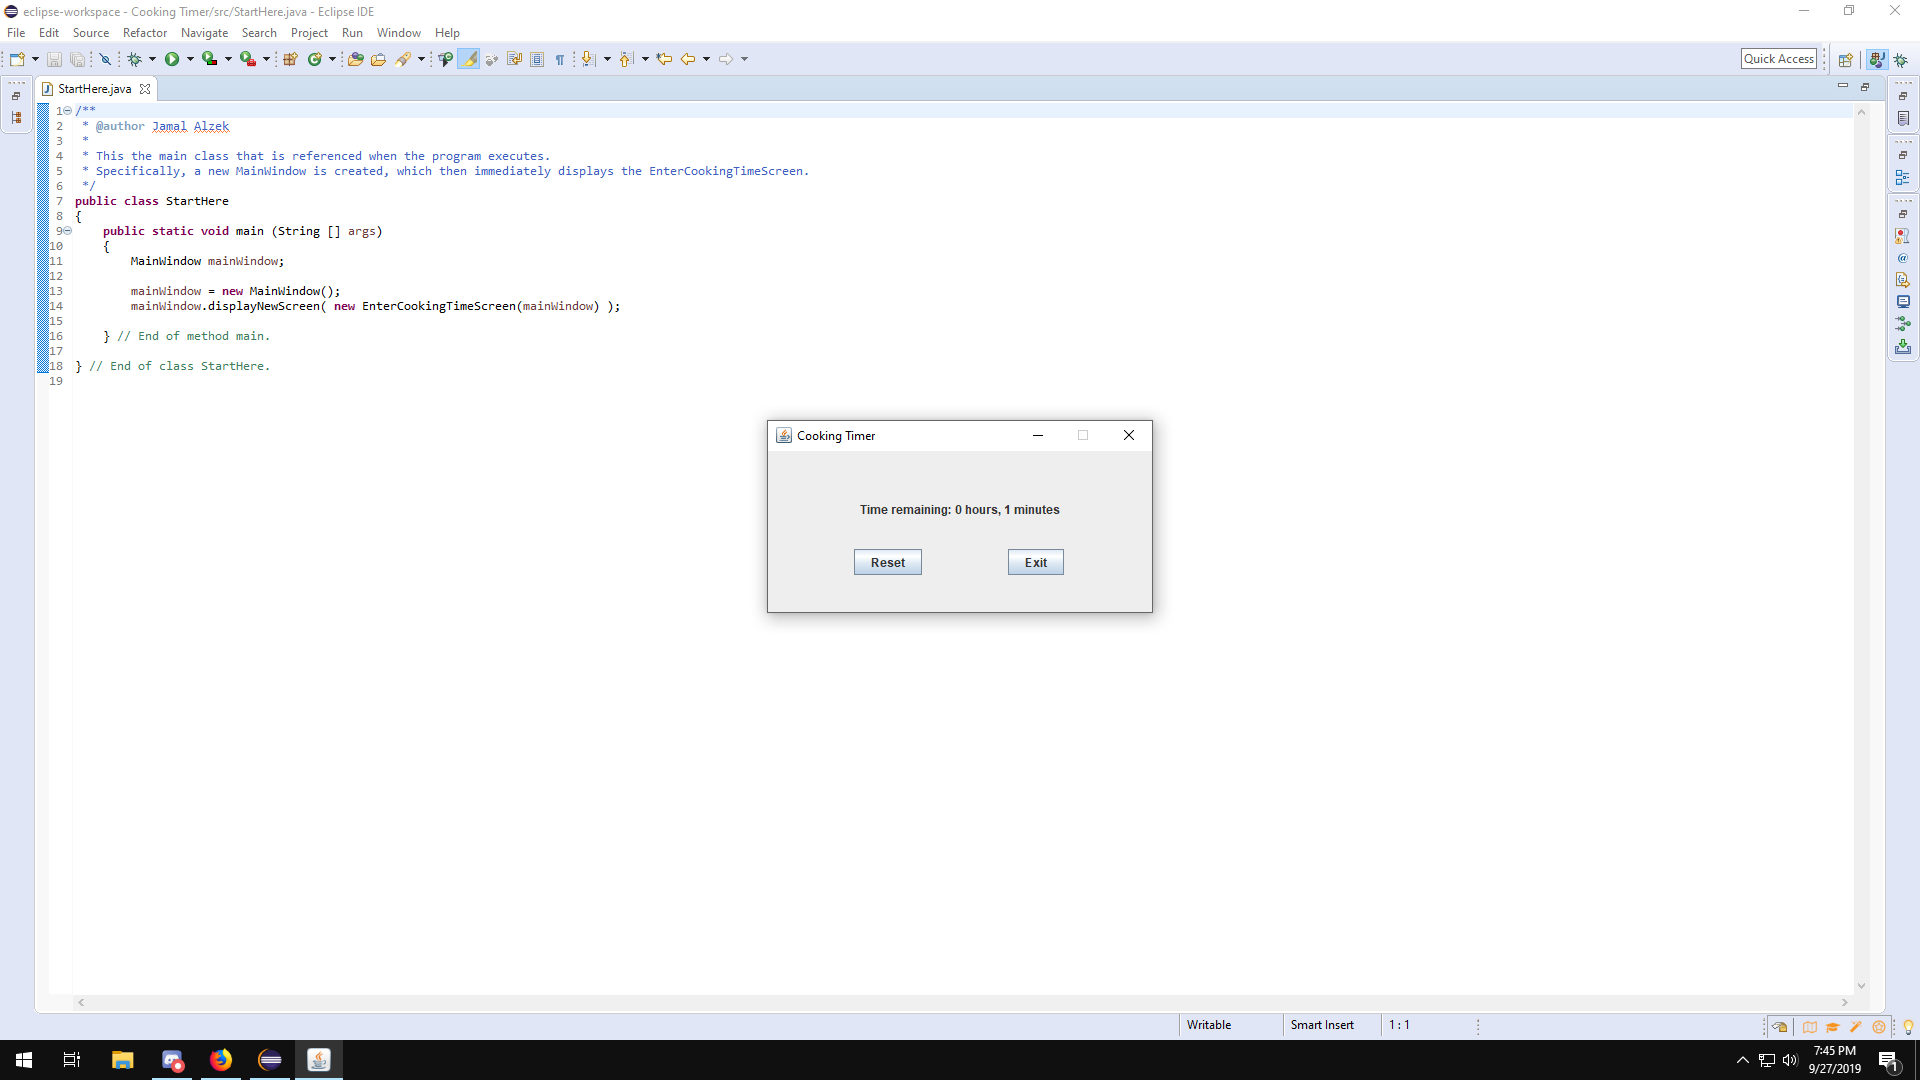 eclipse-workspace - Cooking Timer/src/StartHere.java - Eclipse IDE
File Edit Source Refactor Navigate Search Project Run Window Help
Quick Access
StartHere.java
1 /**
2 * @author Jamal Alzek
3 *
4 * This the main class that is referenced when the program executes.
5 * Specifically, a new MainWindow is created, which then immediately displays the EnterCookingTimeScreen.
6 */
7 public class StartHere
8 {
9 public static void main (String [] args)
10 {
11 MainWindow mainWindow;
12
13 mainWindow = new MainWindow();
14 mainWindow.displayNewScreen( new EnterCookingTimeScreen(mainWindow) );
15
16 } // End of method main.
17
18 } // End of class StartHere.
19
Cooking Timer
Time remaining: 0 hours, 1 minutes
Reset Exit
Writable Smart Insert 1 : 1
7:45 PM
9/27/2019
1